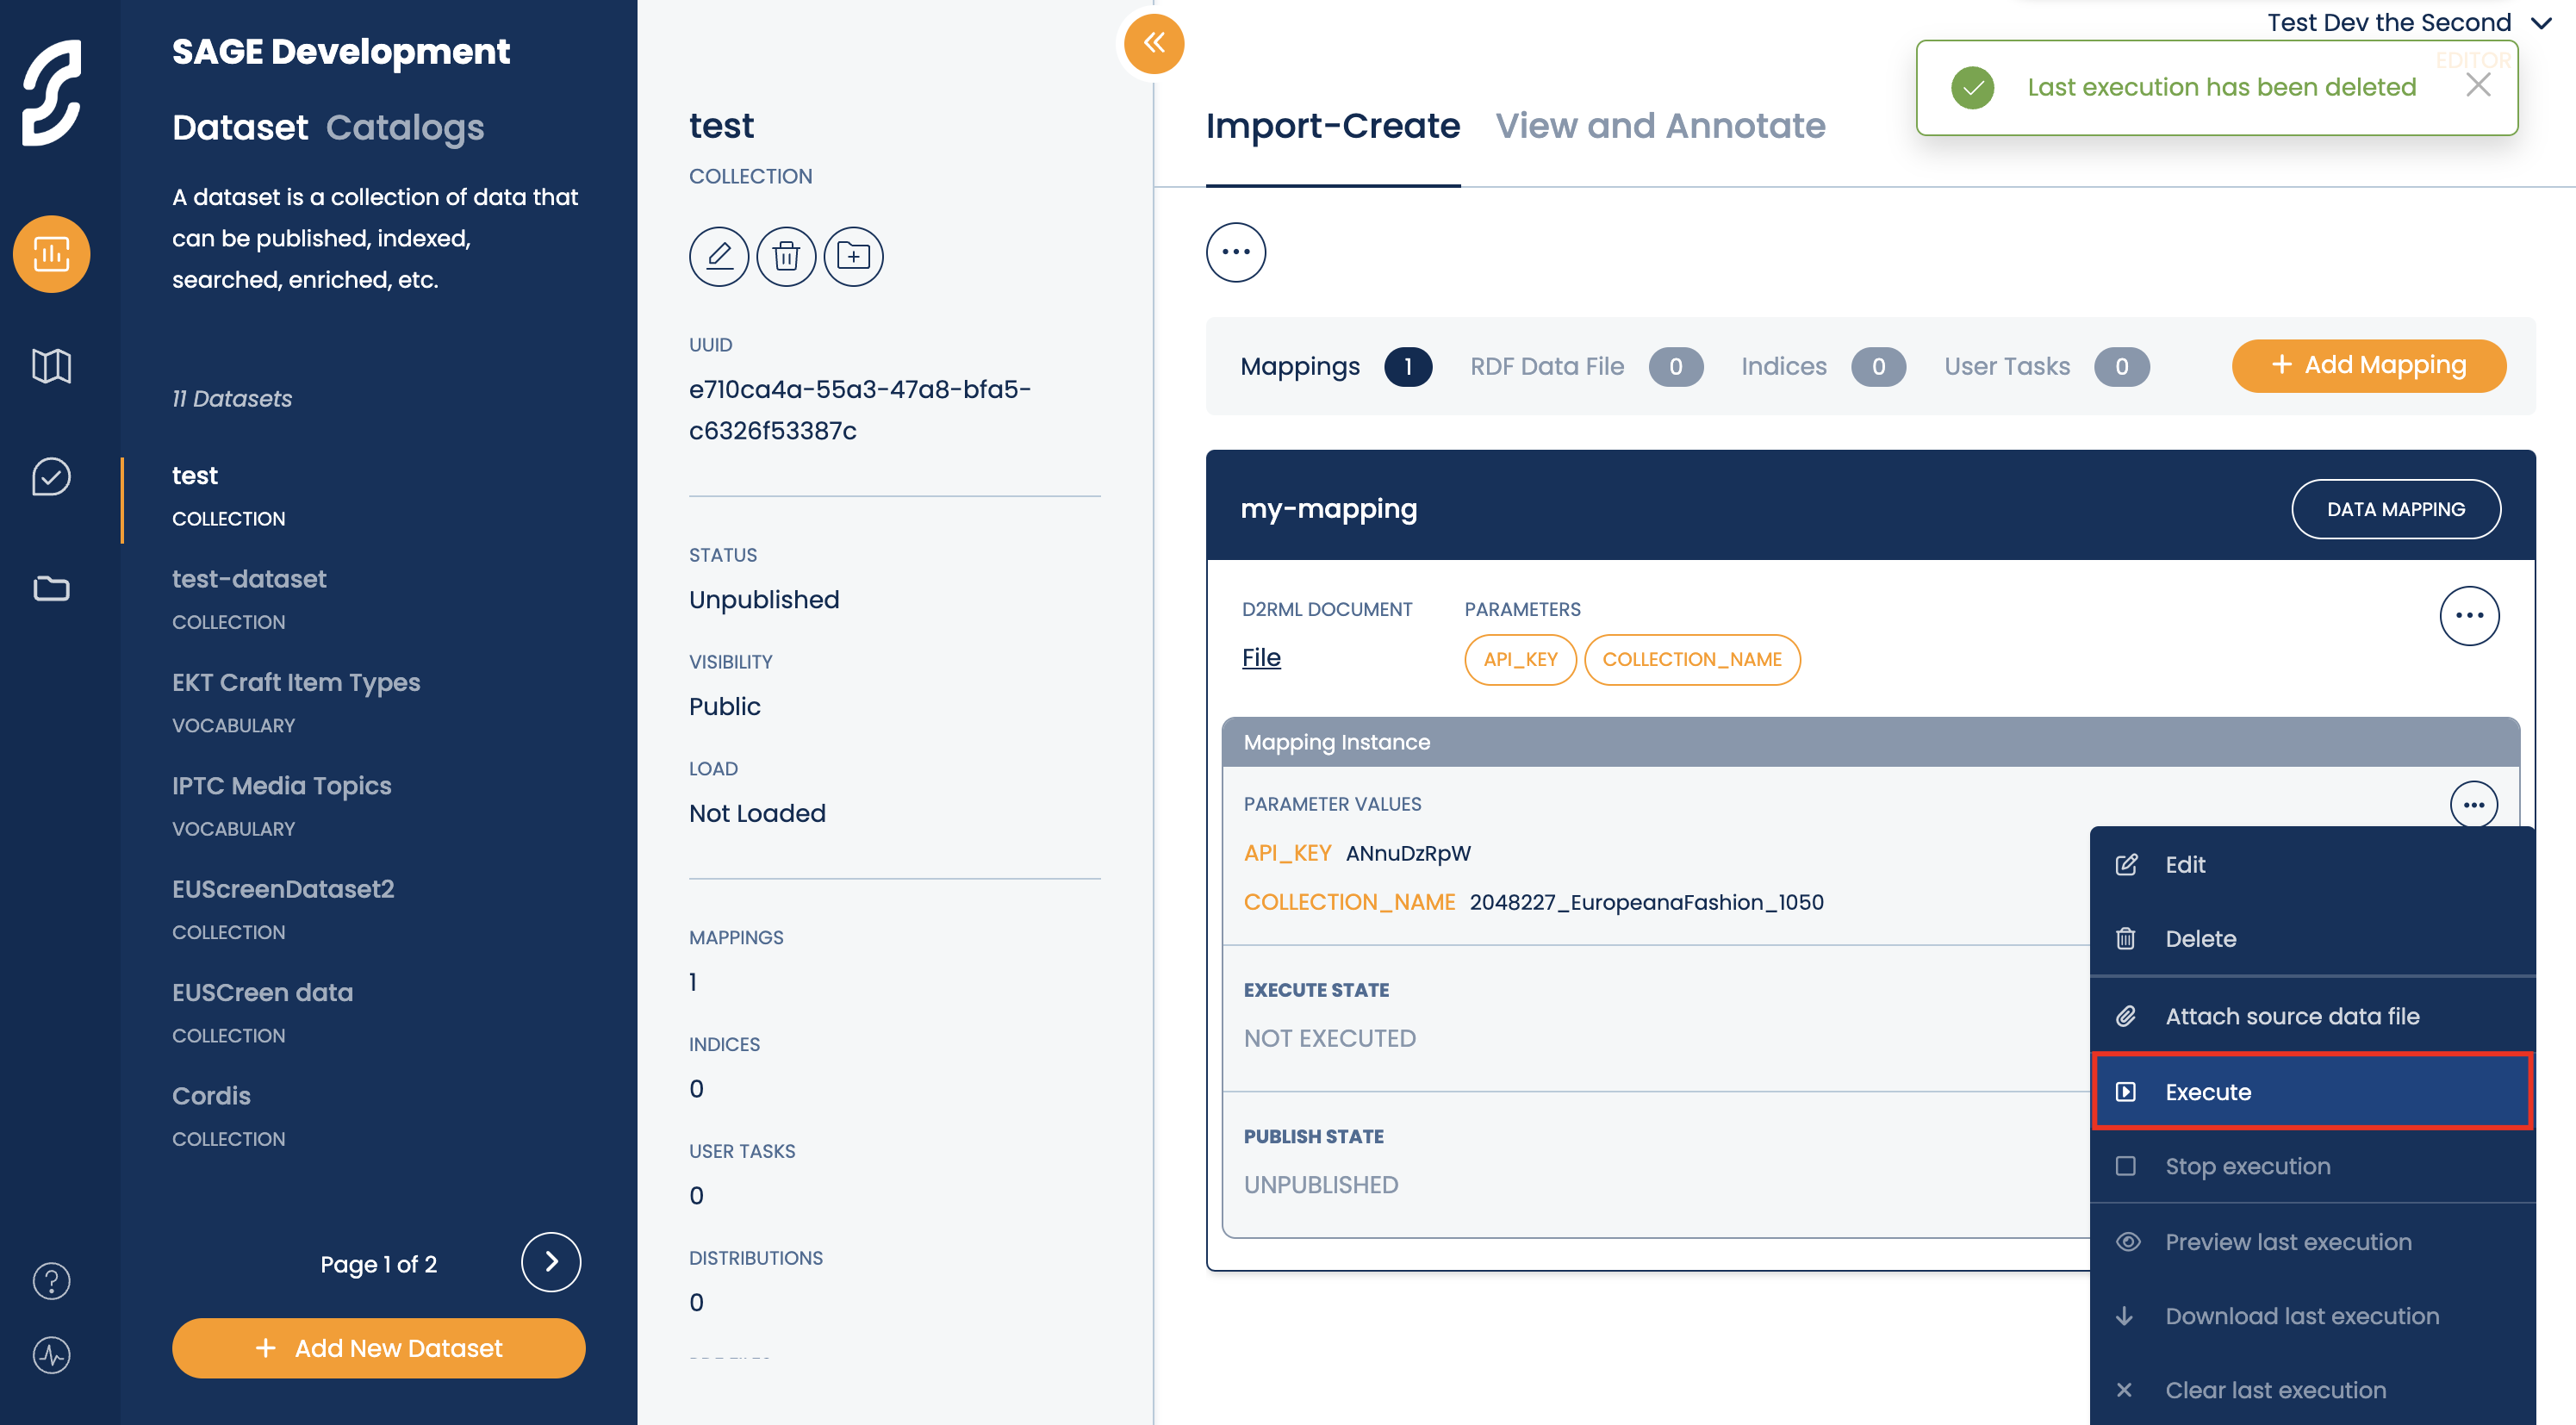 SAGE Development
Dataset Catalogs
A dataset is a collection of data that
can be published, indexed,
searched, enriched, etc.
11 Datasets
test
COLLECTION
test-dataset
COLLECTION
EKT Craft Item Types
VOCABULARY
IPTC Media Topics
VOCABULARY
EUScreenDataset2
COLLECTION
EUSCreen data
COLLECTION
Cordis
COLLECTION
Page 1 of 2
+ Add New Dataset
test
COLLECTION
UUID
e710ca4a-55a3-47a8-bfa5-
c6326f53387c
STATUS
Unpublished
VISIBILITY
Public
LOAD
Not Loaded
MAPPINGS
1
INDICES
0
USER TASKS
0
DISTRIBUTIONS
0
Test Dev the Second
EDITOR
Last execution has been deleted
Import-Create View and Annotate
Mappings 1 RDF Data File 0 Indices 0 User Tasks 0 + Add Mapping
my-mapping DATA MAPPING
D2RML DOCUMENT PARAMETERS
File API_KEY COLLECTION_NAME
Mapping Instance
PARAMETER VALUES
API_KEY ANnuDzRpW
COLLECTION_NAME 2048227_EuropeanaFashion_1050
EXECUTE STATE
NOT EXECUTED
PUBLISH STATE
UNPUBLISHED
Edit
Delete
Attach source data file
Execute
Stop execution
Preview last execution
Download last execution
Clear last execution